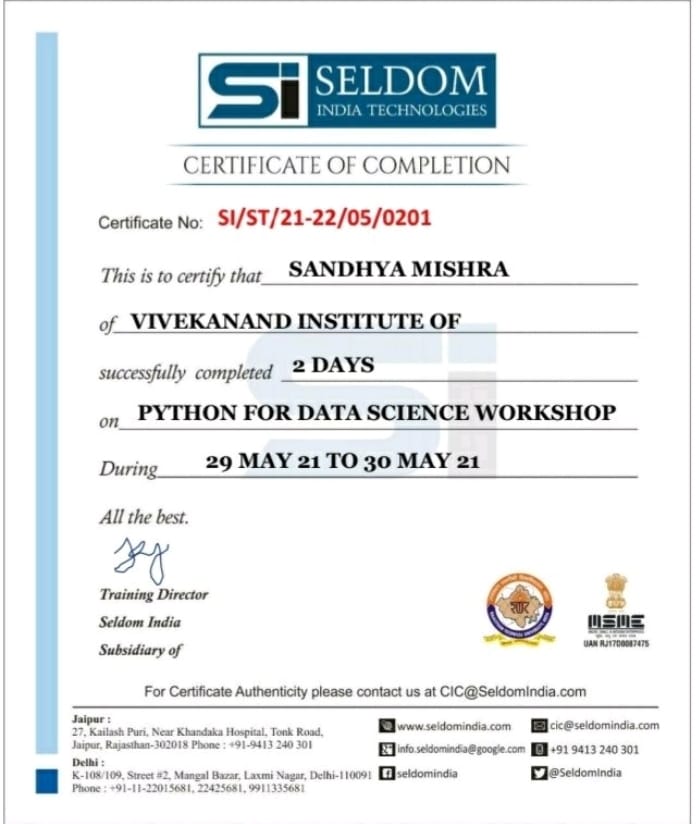 Si SELDOM
INDIA TECHNOLOGIES
CERTIFICATE OF COMPLETION
Certificate No: SI/ST/21-22/05/0201
This is to certify that SANDHYA MISHRA
of VIVEKANAND INSTITUTE OF
successfully completed 2 DAYS
on PYTHON FOR DATA SCIENCE WORKSHOP
During 29 MAY 21 TO 30 MAY 21
All the best.
Training Director
Seldom India
Subsidiary of
MSME
UAN RJ17D0087475
For Certificate Authenticity please contact us at CIC@SeldomIndia.com
Jaipur :
27, Kailash Puri, Near Khandaka Hospital, Tonk Road,
Jaipur, Rajasthan-302018 Phone : +91-9413 240 301
Delhi :
K-108/109, Street #2, Mangal Bazar, Laxmi Nagar, Delhi-110091
Phone : +91-11-22015681, 22425681, 9911335681
www.seldomindia.com
cic@seldomindia.com
info.seldomindia@google.com
+91 9413 240 301
seldomindia
@SeldomIndia